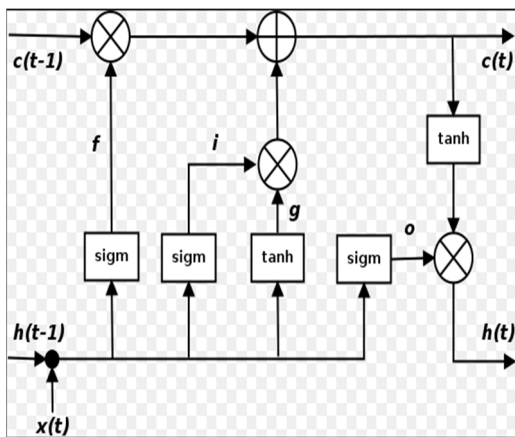 c(t-1)
c(t)
f
i
tanh
g
o
sigm
sigm
tanh
sigm
h(t-1)
h(t)
x(t)